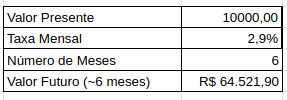 Valor Presente 10000,00
Taxa Mensal 2,9%
Número de Meses 6
Valor Futuro (~6 meses) R$ 64.521,90